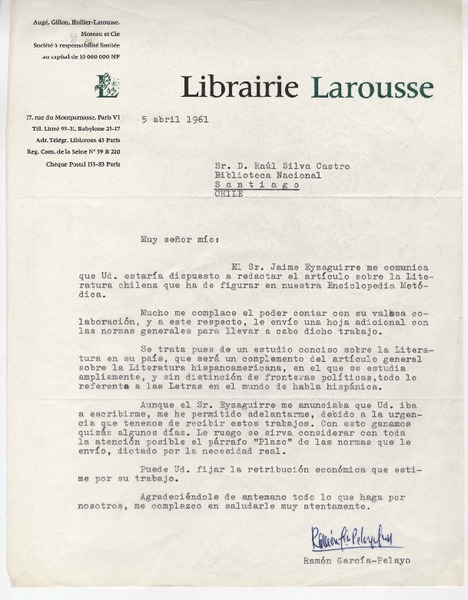 Augé, Gillon, Hollier-Larousse,
Moreau et Cie
Société à responsabilité limitée
au capital de 10 000 000 NF
Librairie Larousse
17, rue du Montparnasse, Paris VI
Tél. Littré 95-31, Babylone 25-17
Adr. Télégr. Liblarous 43 Paris
Reg. Com. de la Seine Nº 59 B 210
Chèque Postal 153-83 Paris
5 abril 1961
Sr. D. Raúl Silva Castro
Biblioteca Nacional
Santiago
CHILE
Muy señor mío:
El Sr. Jaime Eyzaguirre me comunica
que Ud. estaría dispuesto a redactar el artículo sobre la Lite-
ratura chilena que ha de figurar en nuestra Enciclopedia Metó-
dica.
Mucho me complace el poder contar con su valosa co-
laboración, y a este respecto, le envío una hoja adicional con
las normas generales para llevar a cabo dicho trabajo.
Se trata pues de un estudio conciso sobre la Litera-
tura en su país, que será un complemento del artículo general
sobre la Literatura hispanoamericana, en el que se estudia
ampliamente, y sin distinción de fronteras políticas,todo lo
referente a las Letras en el mundo de habla hispánica.
Aunque el Sr. Eyzaguirre me anunciaba que Ud. iba
a escribirme, me he permitido adelantarme, debido a la urgen-
cia que tenemos de recibir estos trabajos. Con esto ganamos
quizás algunos días. Le ruego se sirva considerar con toda
la atención posible el párrafo "Plazo" de las normas que le
envío, dictado por la necesidad real.
Puede Ud. fijar la retribución económica que esti-
me por su trabajo.
Agradeciéndole de antemano todo lo que haga por
nosotros, me complazco en saludarle muy atentamente.
Ramón García-Pelayo